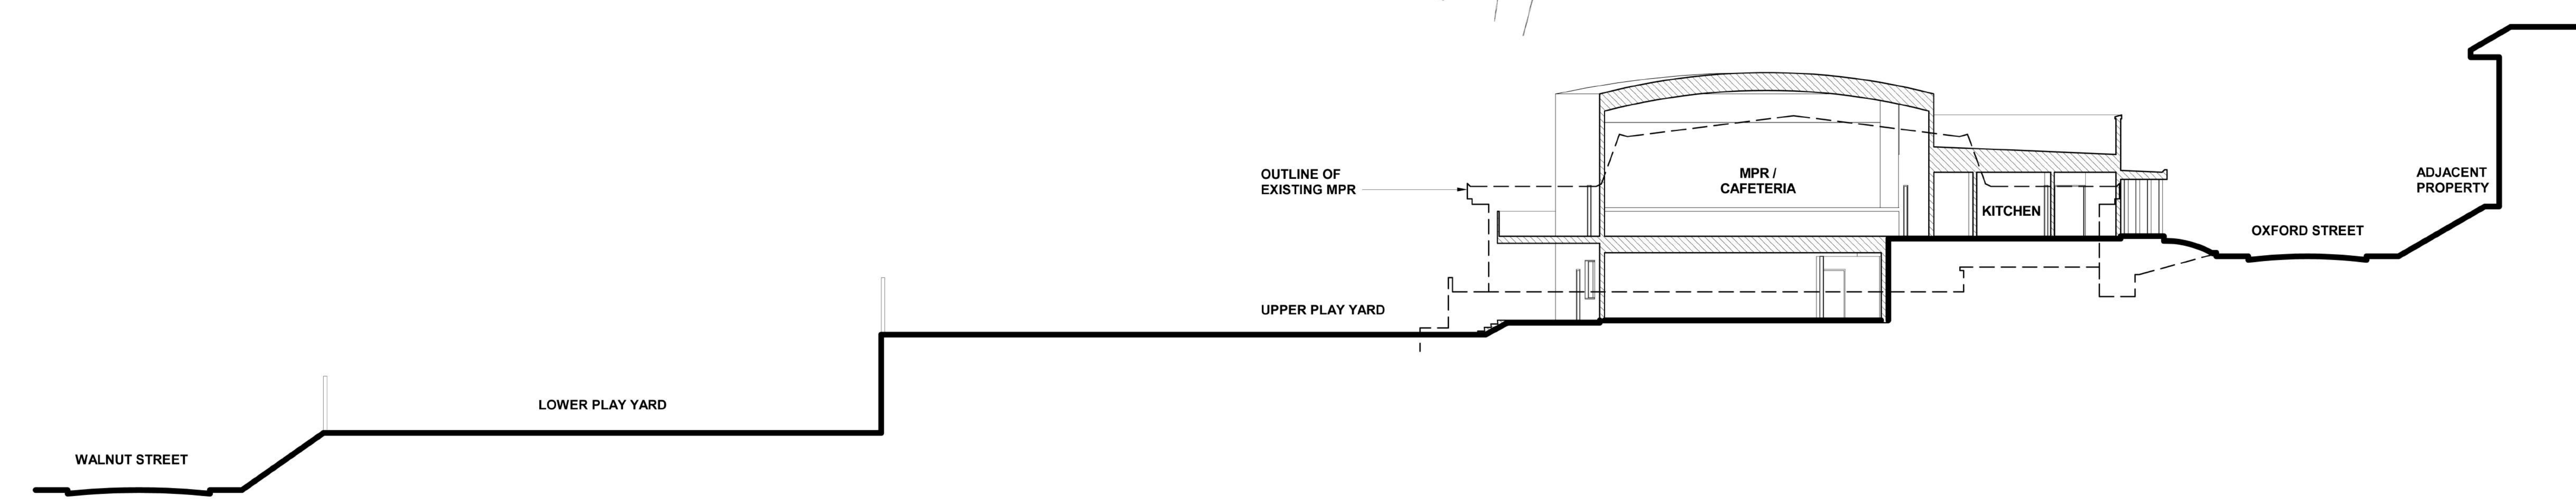 OUTLINE OF
EXISTING MPR
MPR /
CAFETERIA
KITCHEN
ADJACENT
PROPERTY
OXFORD STREET
UPPER PLAY YARD
LOWER PLAY YARD
WALNUT STREET